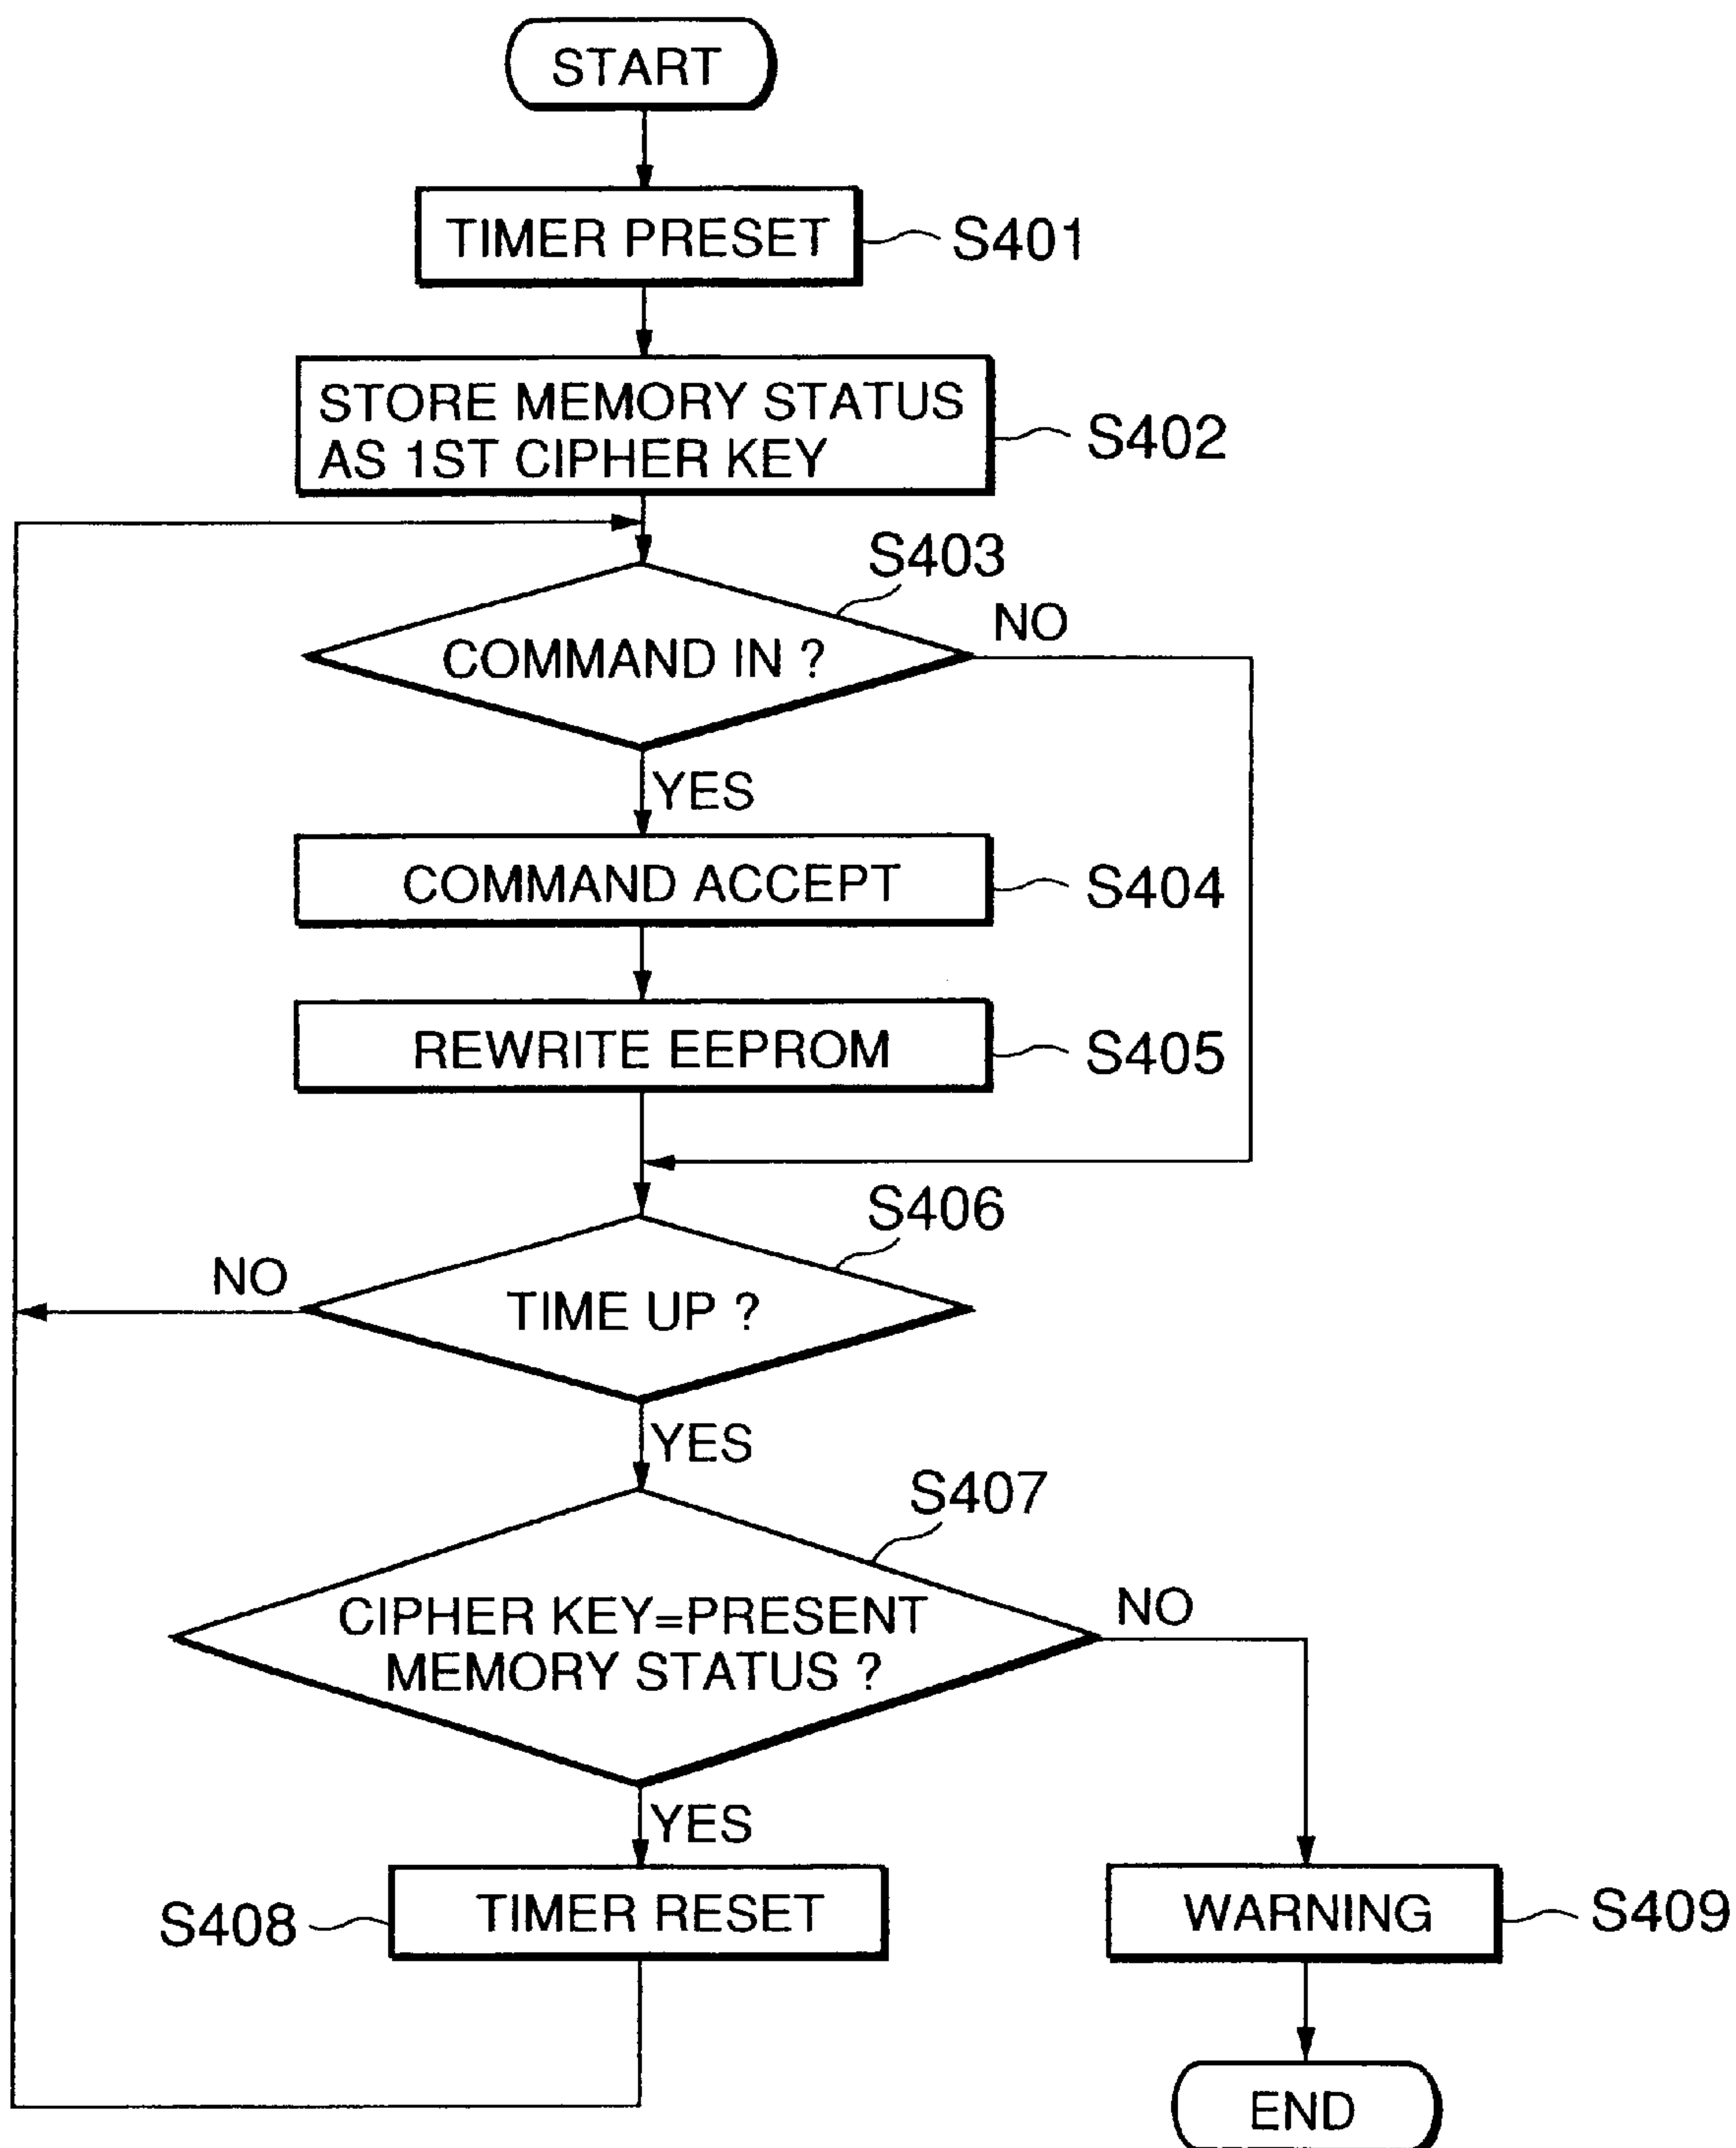 START
TIMER PRESET
S401
STORE MEMORY STATUS
AS 1ST CIPHER KEY
S402
S403
COMMAND IN ?
NO
YES
COMMAND ACCEPT
S404
REWRITE EEPROM
S405
S406
NO
TIME UP ?
YES
S407
CIPHER KEY=PRESENT
MEMORY STATUS ?
NO
YES
S408
TIMER RESET
WARNING
S409
END